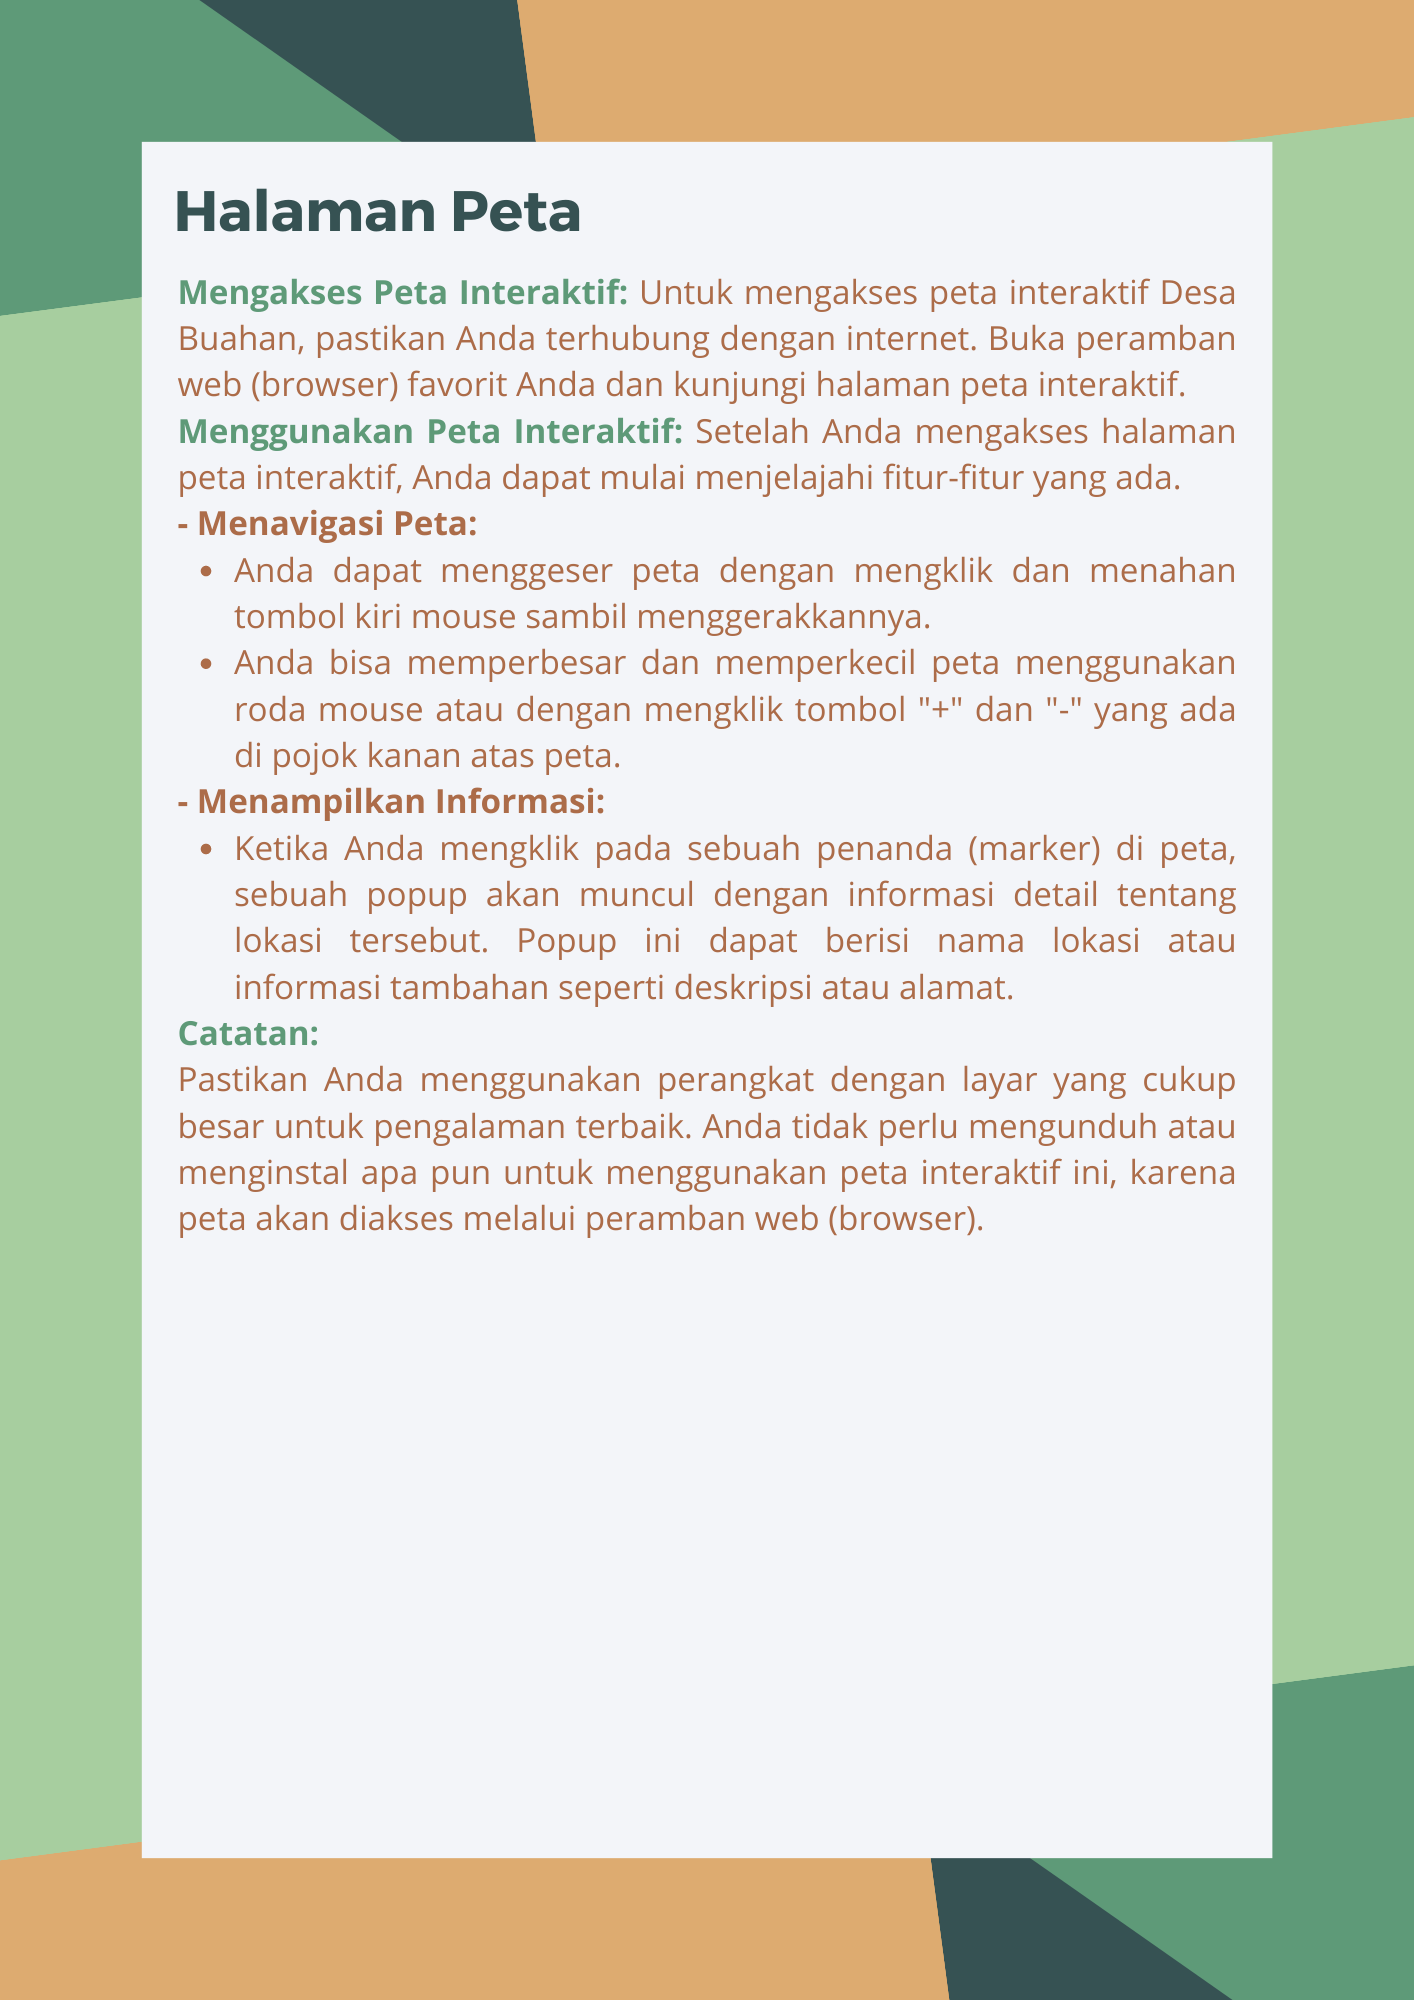 Halaman Peta
Mengakses Peta Interaktif: Untuk mengakses peta interaktif Desa
Buahan, pastikan Anda terhubung dengan internet. Buka peramban
web (browser) favorit Anda dan kunjungi halaman peta interaktif.
Menggunakan Peta Interaktif: Setelah Anda mengakses halaman
peta interaktif, Anda dapat mulai menjelajahi fitur-fitur yang ada.
- Menavigasi Peta:
• Anda dapat menggeser peta dengan mengklik dan menahan
tombol kiri mouse sambil menggerakkannya.
• Anda bisa memperbesar dan memperkecil peta menggunakan
roda mouse atau dengan mengklik tombol "+" dan "-" yang ada
di pojok kanan atas peta.
- Menampilkan Informasi:
• Ketika Anda mengklik pada sebuah penanda (marker) di peta,
sebuah popup akan muncul dengan informasi detail tentang
lokasi tersebut. Popup ini dapat berisi nama lokasi atau
informasi tambahan seperti deskripsi atau alamat.
Catatan:
Pastikan Anda menggunakan perangkat dengan layar yang cukup
besar untuk pengalaman terbaik. Anda tidak perlu mengunduh atau
menginstal apa pun untuk menggunakan peta interaktif ini, karena
peta akan diakses melalui peramban web (browser).